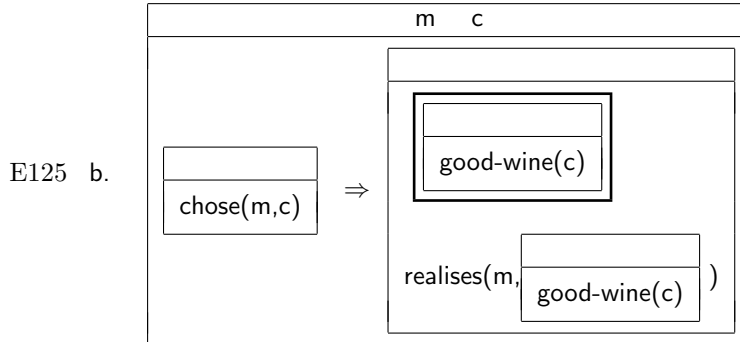 m c
good-wine(c)
E125 b. chose(m,c) ⇒
realises(m, good-wine(c) )